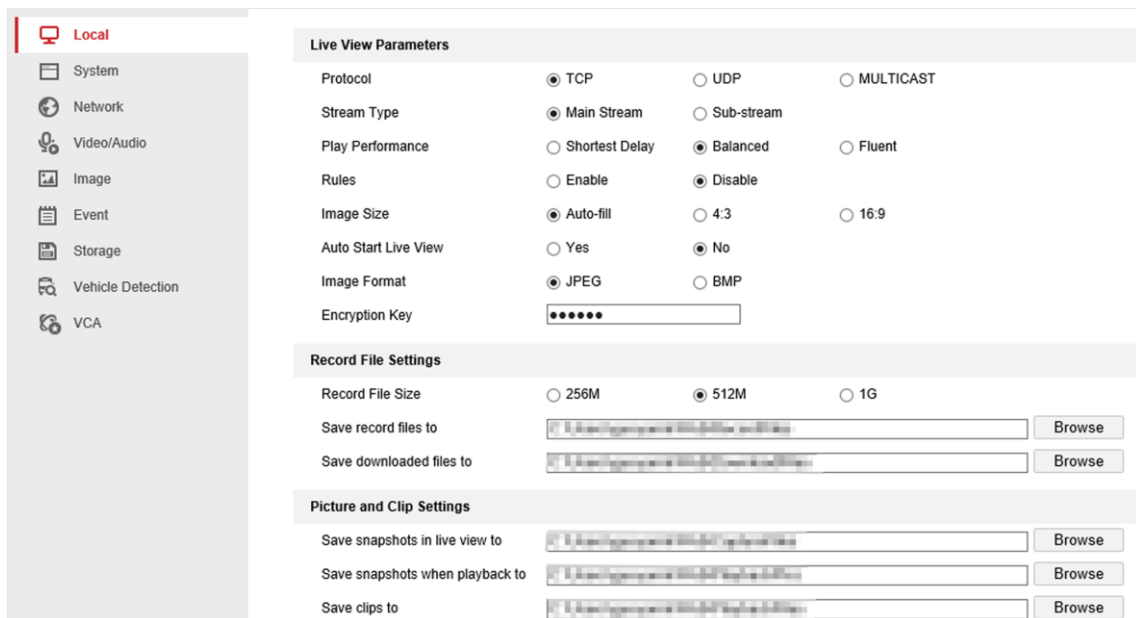 Local
System
Network
Video/Audio
Image
Event
Storage
Vehicle Detection
VCA
Live View Parameters
Protocol TCP UDP MULTICAST
Stream Type Main Stream Sub-stream
Play Performance Shortest Delay Balanced Fluent
Rules Enable Disable
Image Size Auto-fill 4:3 16:9
Auto Start Live View Yes No
Image Format JPEG BMP
Encryption Key ●●●●●●
Record File Settings
Record File Size 256M 512M 1G
Save record files to Browse
Save downloaded files to Browse
Picture and Clip Settings
Save snapshots in live view to Browse
Save snapshots when playback to Browse
Save clips to Browse